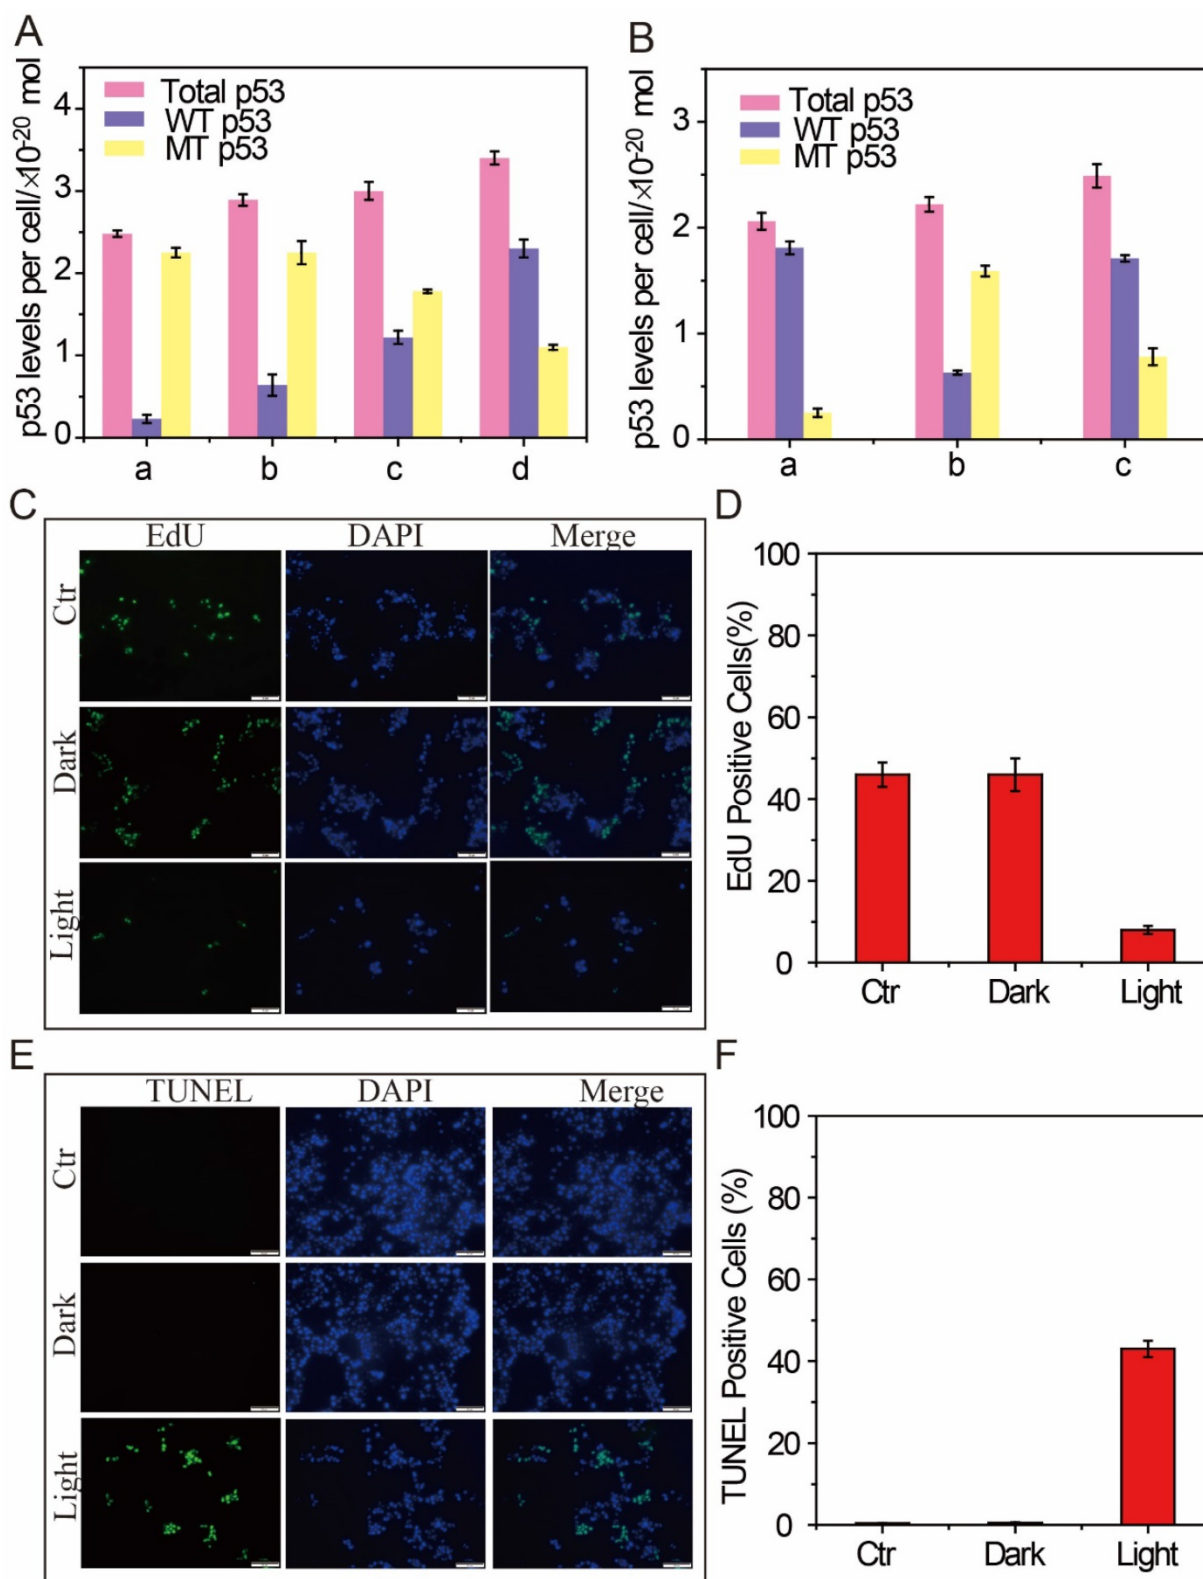 A
p53 levels per cell/×10⁻²⁰ mol
4
3
2
1
0
Total p53
WT p53
MT p53
a b c d
B
p53 levels per cell/×10⁻²⁰ mol
3
2
1
0
Total p53
WT p53
MT p53
a b c
C
EdU DAPI Merge
Ctr
Dark
Light
D
EdU Positive Cells(%)
100
80
60
40
20
0
Ctr Dark Light
E
TUNEL DAPI Merge
Ctr
Dark
Light
F
TUNEL Positive Cells (%)
100
80
60
40
20
0
Ctr Dark Light